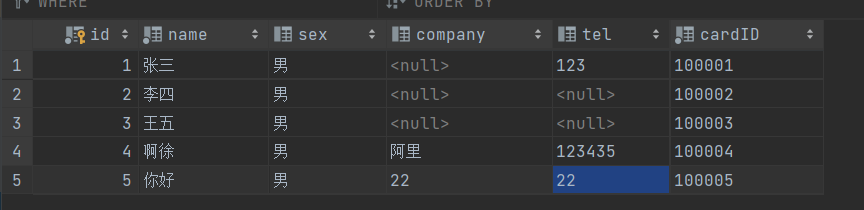 WHERE ORDER BY
id name sex company tel cardID
1 1 张三 男 <null> 123 100001
2 2 李四 男 <null> <null> 100002
3 3 王五 男 <null> <null> 100003
4 4 啊徐 男 阿里 123435 100004
5 5 你好 男 22 22 100005